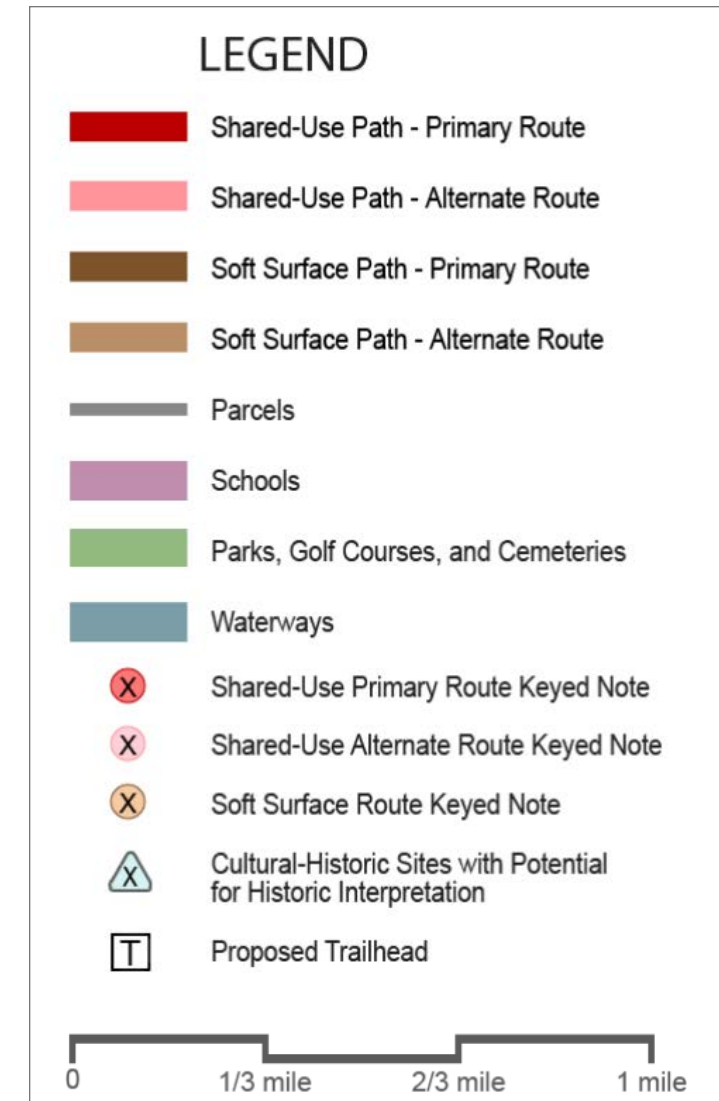 LEGEND
Shared-Use Path - Primary Route
Shared-Use Path - Alternate Route
Soft Surface Path - Primary Route
Soft Surface Path - Alternate Route
Parcels
Schools
Parks, Golf Courses, and Cemeteries
Waterways
X Shared-Use Primary Route Keyed Note
X Shared-Use Alternate Route Keyed Note
X Soft Surface Route Keyed Note
X Cultural-Historic Sites with Potential
for Historic Interpretation
T Proposed Trailhead
0 1/3 mile 2/3 mile 1 mile